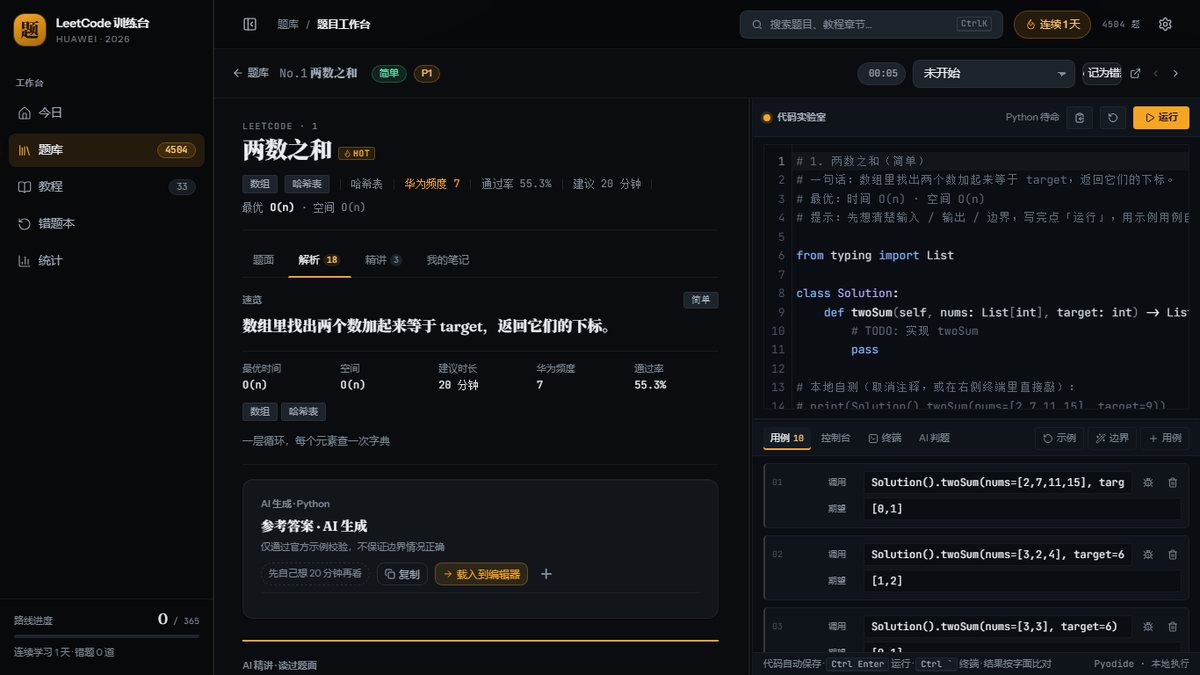 题
LeetCode 训练台
HUAWEI · 2026
工作台
今日
题库 4504
教程 33
错题本
统计
路线进度 0 / 365
连续学习 1 天 · 错题 0 道
题库 / 题目工作台
搜索题目、教程章节... CtrlK
连续1天
4504 题
题库 No.1 两数之和 简单 P1
00:05
未开始
记为错
LEETCODE · 1
两数之和 HOT
数组 哈希表 哈希表 华为频度 7 通过率 55.3% 建议 20 分钟
最优 O(n) · 空间 O(n)
题面 解析 18 精讲 3 我的笔记
速览 简单
数组里找出两个数加起来等于 target，返回它们的下标。
最优时间 空间 建议时长 华为频度 通过率
O(n) O(n) 20 分钟 7 55.3%
数组 哈希表
一层循环，每个元素查一次字典
AI 生成 · Python
参考答案 · AI 生成
仅通过官方示例校验，不保证边界情况正确
先自己想 20 分钟再看 复制 → 载入到编辑器 +
AI 精讲 · 读过题面
代码实验室 Python 待命 运行
1 # 1. 两数之和（简单）
2 # 一句话：数组里找出两个数加起来等于 target，返回它们的下标。
3 # 最优：时间 O(n) · 空间 O(n)
4 # 提示：先想清楚输入 / 输出 / 边界，写完点「运行」，用示例用例自
5
6 from typing import List
7
8 class Solution:
9 def twoSum(self, nums: List[int], target: int) -> Lis
10 # TODO: 实现 twoSum
11 pass
12
13 # 本地自测（取消注释，或在右侧终端里直接敲）：
14 # print(Solution().twoSum(nums=[2,7,11,15], target=9))
用例 10 控制台 终端 AI 判题 示例 边界 + 用例
01 调用 Solution().twoSum(nums=[2,7,11,15], targ
期望 [0,1]
02 调用 Solution().twoSum(nums=[3,2,4], target=6
期望 [1,2]
03 调用 Solution().twoSum(nums=[3,3], target=6)
期望 [0,1]
代码自动保存 · Ctrl Enter 运行 · Ctrl ` 终端 · 结果按字面比对 Pyodide · 本地执行